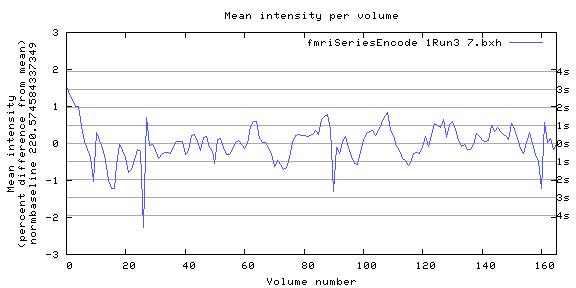 Mean intensity per volume
fmriSeriesEncode 1Run3 7.bxh
Mean intensity
(percent difference from mean)
normbaseline 220.574584337349
3
2
1
0
-1
-2
-3
4s
3s
2s
1s
0s
1s
2s
3s
4s
0 20 40 60 80 100 120 140 160
Volume number